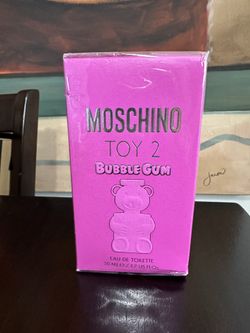 MOSCHINO
TOY 2
BUBBLE GUM
EAU DE TOILETTE